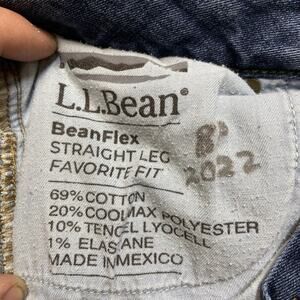 L.L.Bean®
BeanFlex
STRAIGHT LEG
FAVORITE FIT
2022
69% COTTON
20% COOLMAX POLYESTER
10% TENCEL LYOCELL
1% ELASTANE
MADE IN MEXICO